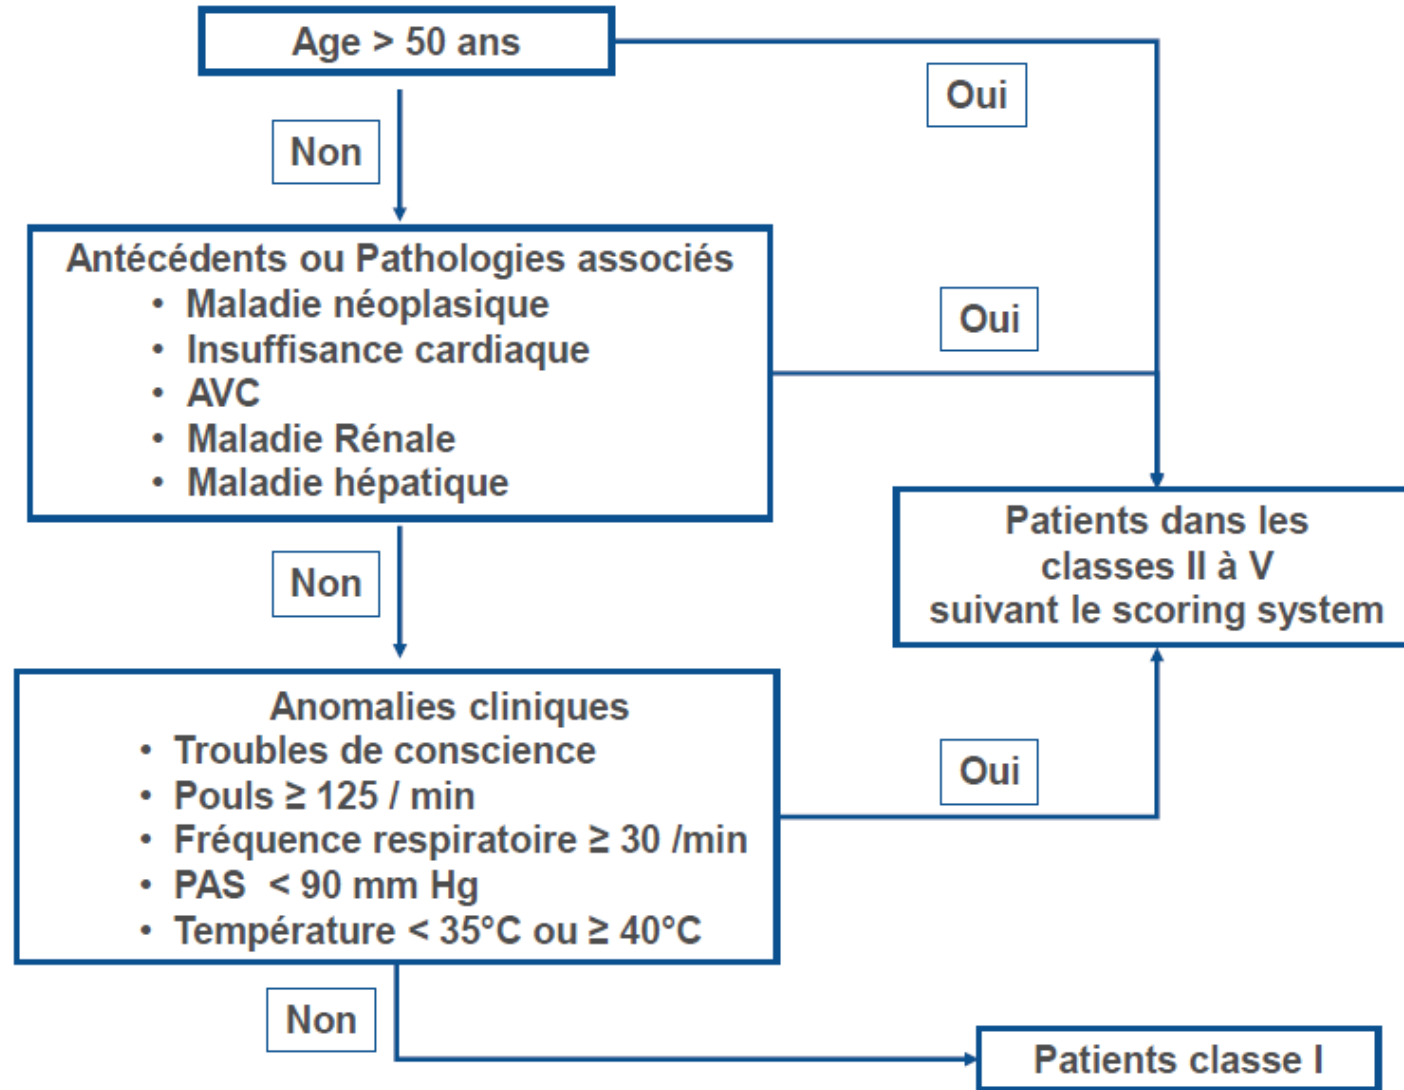 Age > 50 ans
Oui
Non
Antécédents ou Pathologies associés
• Maladie néoplasique
• Insuffisance cardiaque
• AVC
• Maladie Rénale
• Maladie hépatique
Oui
Non
Patients dans les
classes II à V
suivant le scoring system
Anomalies cliniques
• Troubles de conscience
• Pouls ≥ 125 / min
• Fréquence respiratoire ≥ 30 /min
• PAS < 90 mm Hg
• Température < 35°C ou ≥ 40°C
Oui
Non
Patients classe I